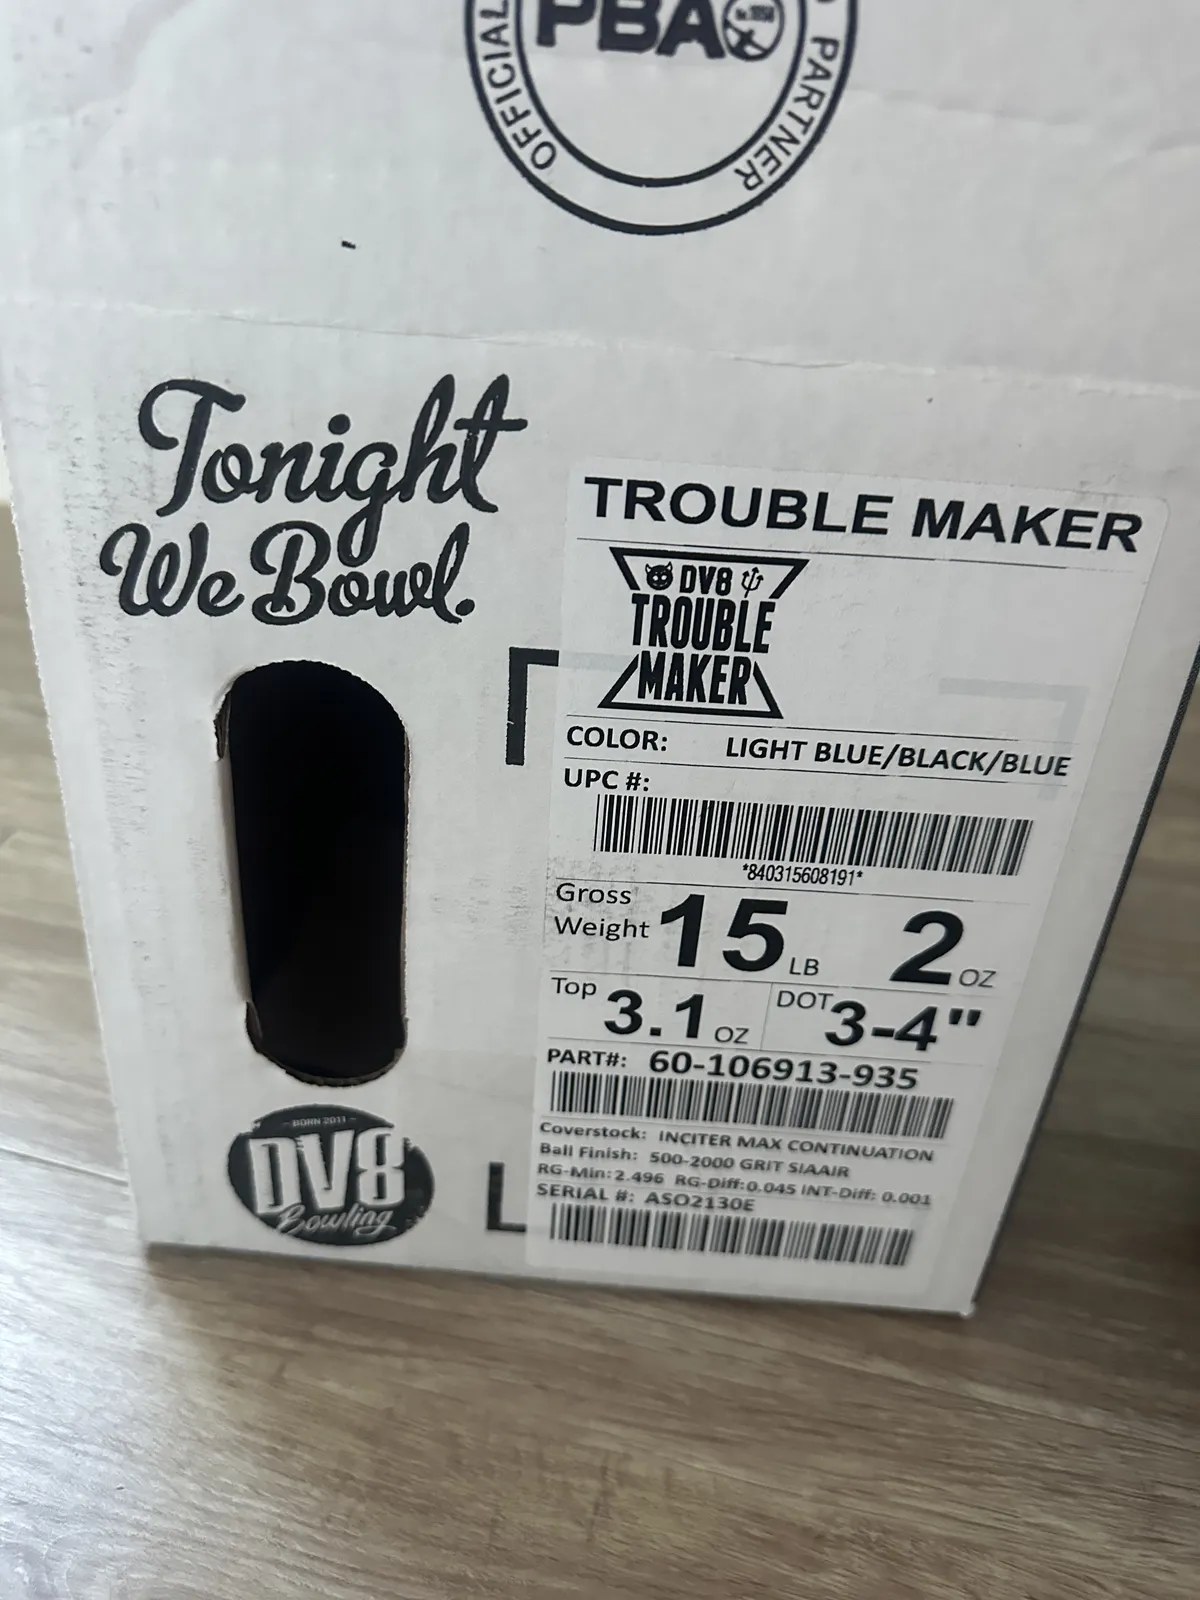 OFFICIAL PBA PARTNER
Tonight
We Bowl.
TROUBLE MAKER
DV8
TROUBLE
MAKER
COLOR: LIGHT BLUE/BLACK/BLUE
UPC #:
*840315608191*
Gross
Weight 15 LB 2 OZ
Top 3.1 OZ DOT 3-4"
PART#: 60-106913-935
Coverstock: INCITER MAX CONTINUATION
Ball Finish: 500-2000 GRIT SIAAIR
RG-Min: 2.496 RG-Diff: 0.045 INT-Diff: 0.001
SERIAL #: ASO2130E
BORN 2011
DV8
Bowling